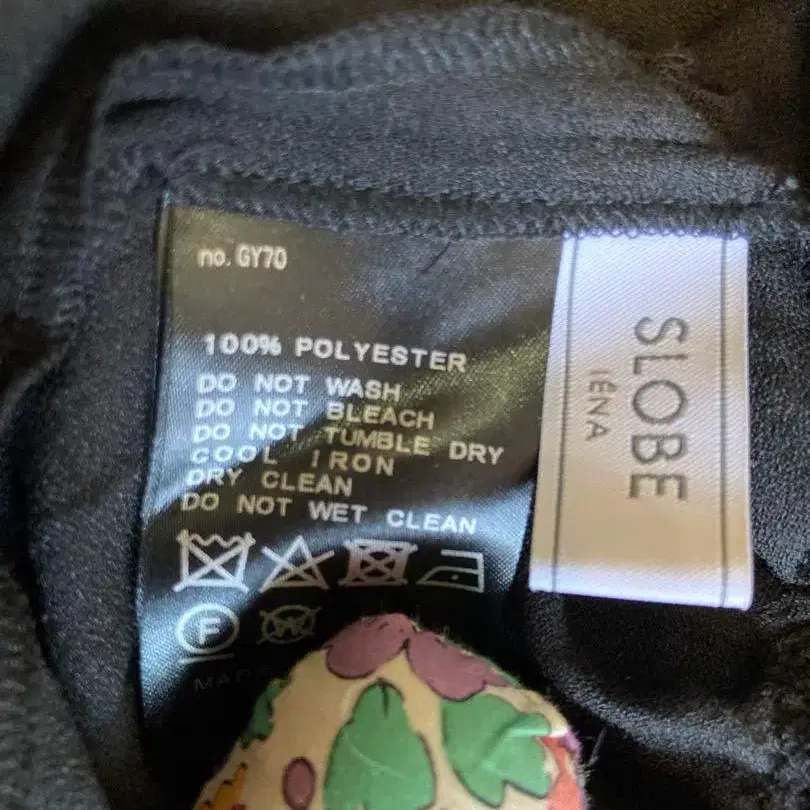 no. GY70
100% POLYESTER
DO NOT WASH
DO NOT BLEACH
DO NOT TUMBLE DRY
COOL IRON
DRY CLEAN
DO NOT WET CLEAN
F
W
SLOBE
IÉNA